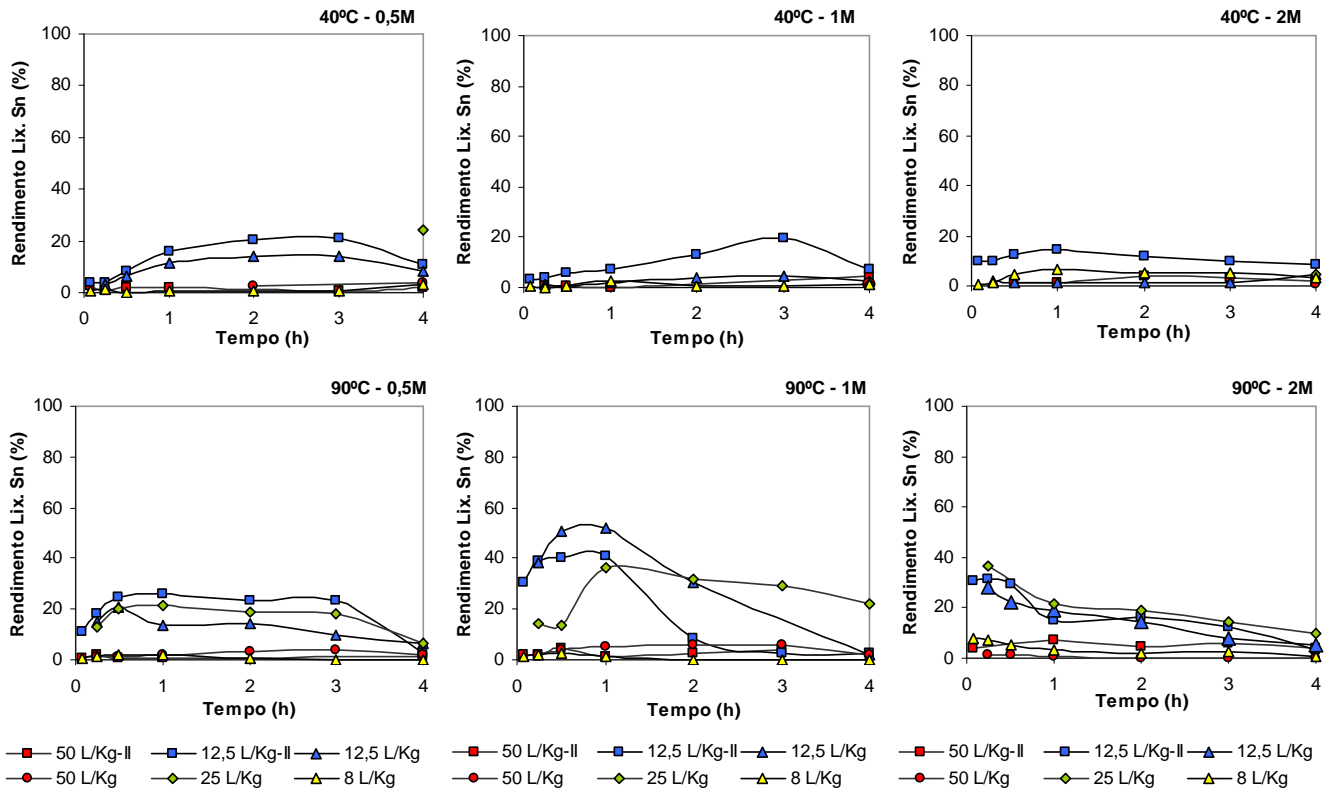 40ºC - 0,5M
Rendimento Lix. Sn (%)
100
80
60
40
20
0
0 1 2 3 4
Tempo (h)
40ºC - 1M
Rendimento Lix. Sn (%)
100
80
60
40
20
0
0 1 2 3 4
Tempo (h)
40ºC - 2M
Rendimento Lix. Sn (%)
100
80
60
40
20
0
0 1 2 3 4
Tempo (h)
90ºC - 0,5M
Rendimento Lix. Sn (%)
100
80
60
40
20
0
0 1 2 3 4
Tempo (h)
90ºC - 1M
Rendimento Lix. Sn (%)
100
80
60
40
20
0
0 1 2 3 4
Tempo (h)
90ºC - 2M
Rendimento Lix. Sn (%)
100
80
60
40
20
0
0 1 2 3 4
Tempo (h)
50 L/Kg-II 12,5 L/Kg-II 12,5 L/Kg
50 L/Kg 25 L/Kg 8 L/Kg
50 L/Kg-II 12,5 L/Kg-II 12,5 L/Kg
50 L/Kg 25 L/Kg 8 L/Kg
50 L/Kg-II 12,5 L/Kg-II 12,5 L/Kg
50 L/Kg 25 L/Kg 8 L/Kg